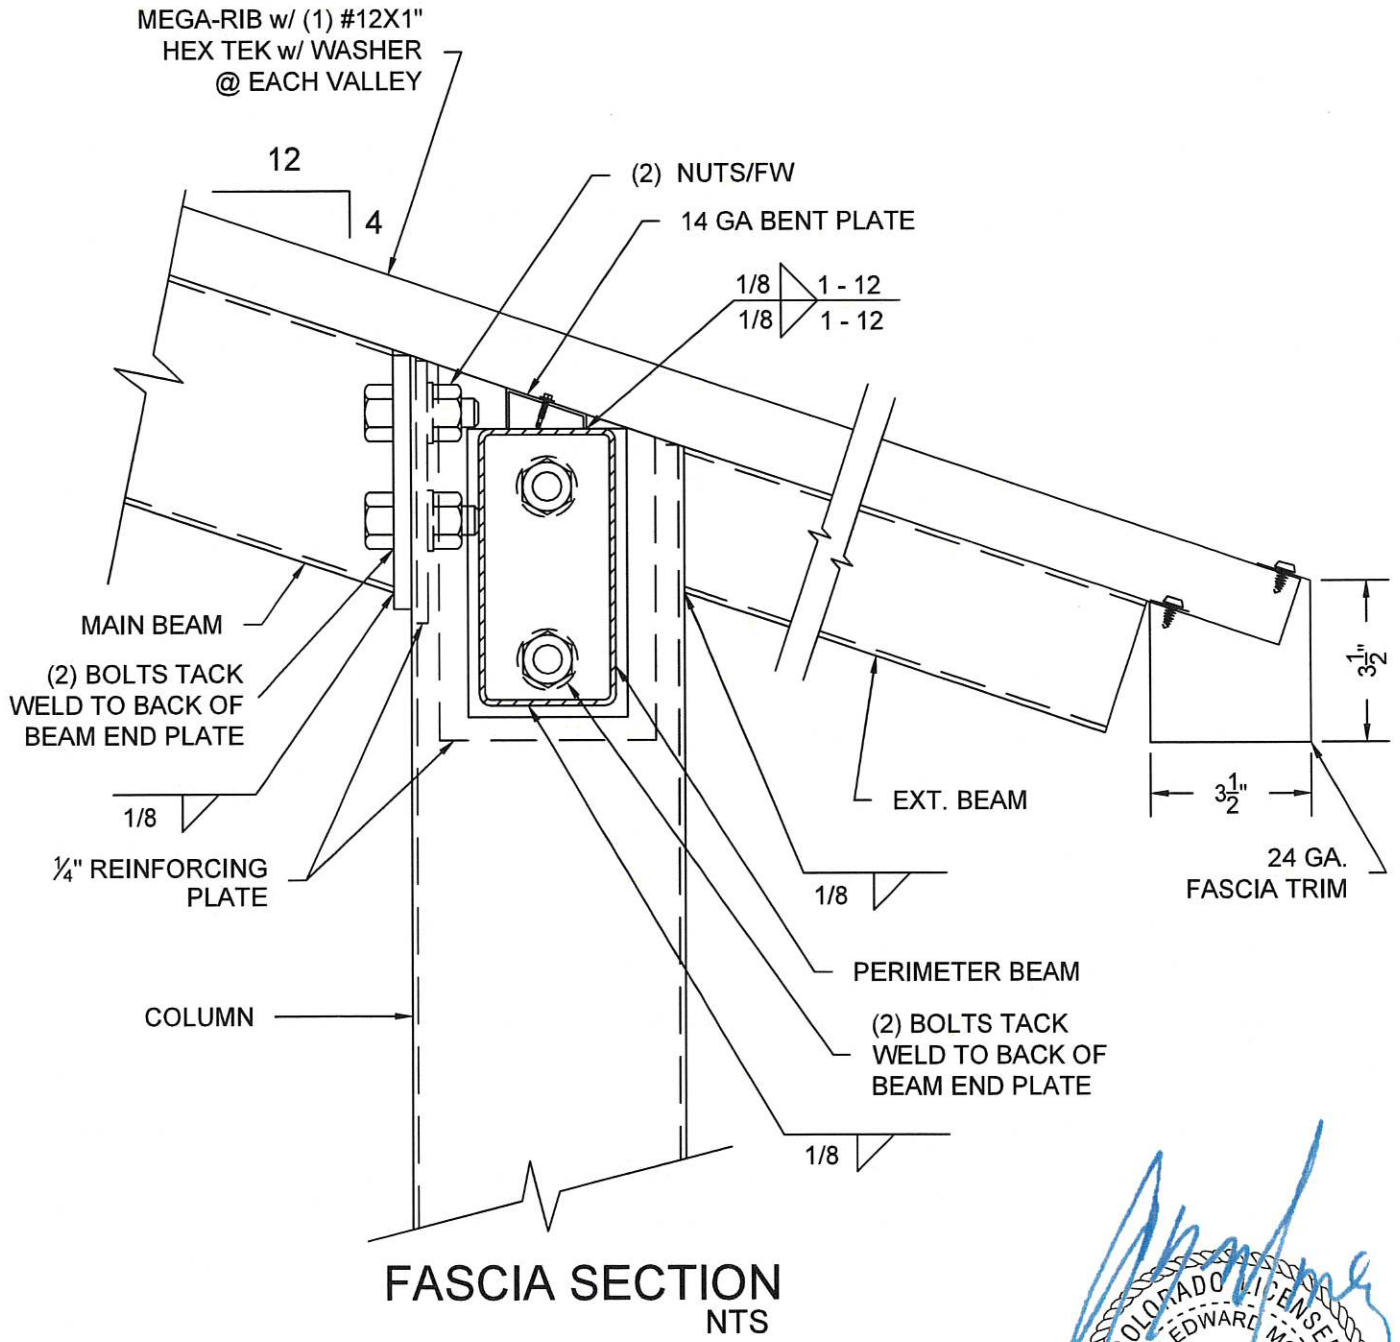 MEGA-RIB w/ (1) #12X1"
HEX TEK w/ WASHER
@ EACH VALLEY
12
4
(2) NUTS/FW
14 GA BENT PLATE
1/8 1 - 12
1/8 1 - 12
MAIN BEAM
(2) BOLTS TACK
WELD TO BACK OF
BEAM END PLATE
1/8
¼" REINFORCING
PLATE
3½"
3½"
EXT. BEAM
24 GA.
FASCIA TRIM
1/8
PERIMETER BEAM
COLUMN
(2) BOLTS TACK
WELD TO BACK OF
BEAM END PLATE
1/8
FASCIA SECTION
NTS
EDWARD